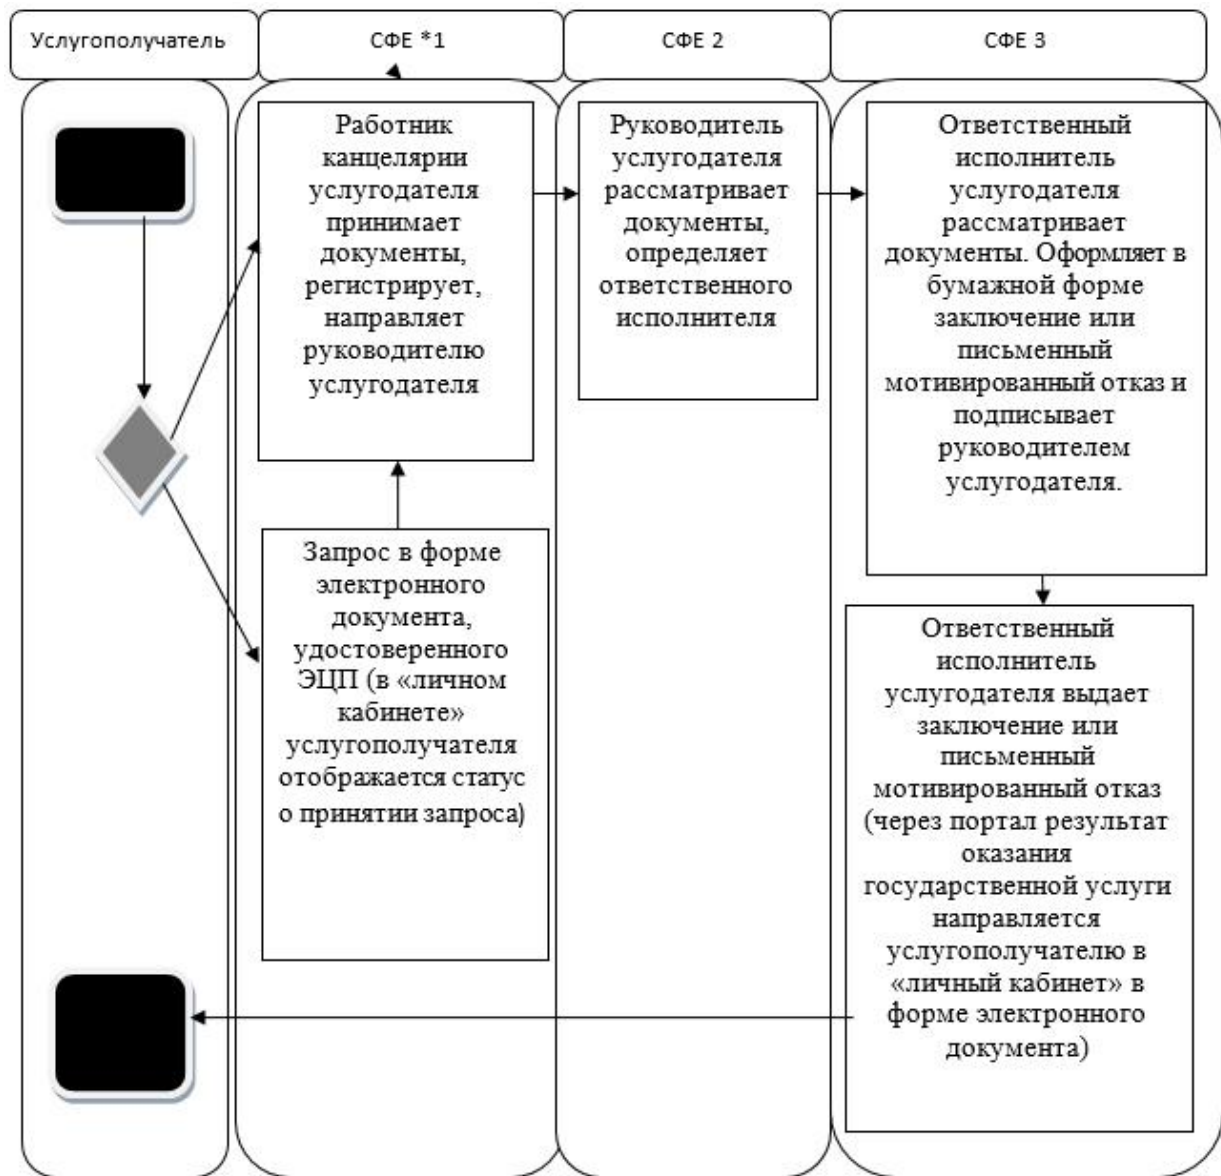 Услугополучатель
СФЕ *1
СФЕ 2
СФЕ 3
Работник
канцелярии
услугодателя
принимает
документы,
регистрирует,
направляет
руководителю
услугодателя
Запрос в форме
электронного
документа,
удостоверенного
ЭЦП (в «личном
кабинете»
услугополучателя
отображается статус
о принятии запроса)
Руководитель
услугодателя
рассматривает
документы,
определяет
ответственного
исполнителя
Ответственный
исполнитель
услугодателя
рассматривает
документы. Оформляет в
бумажной форме
заключение или
письменный
мотивированный отказ и
подписывает
руководителем
услугодателя.
Ответственный
исполнитель
услугодателя выдает
заключение или
письменный
мотивированный отказ
(через портал результат
оказания
государственной услуги
направляется
услугополучателю в
«личный кабинет» в
форме электронного
документа)